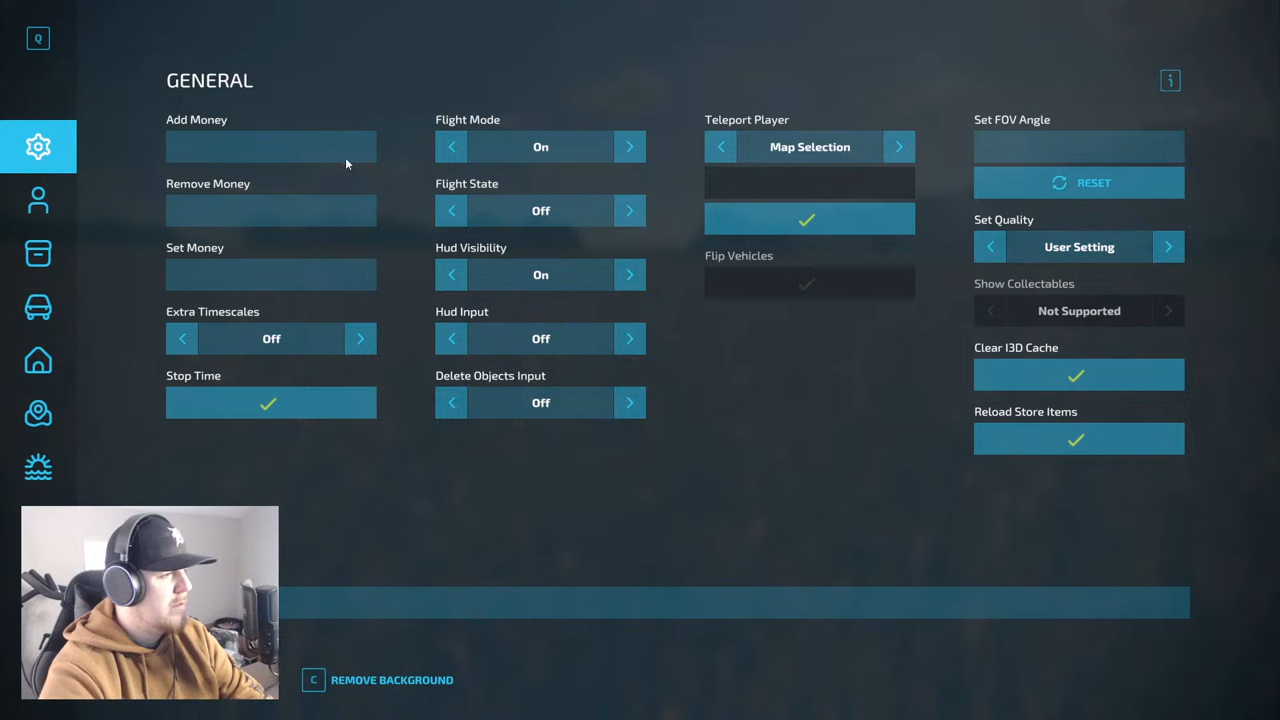 Q
GENERAL
i
Add Money
Remove Money
Set Money
Extra Timescales
Off
Stop Time
Flight Mode
On
Flight State
Off
Hud Visibility
On
Hud Input
Off
Delete Objects Input
Off
Teleport Player
Map Selection
Flip Vehicles
Set FOV Angle
RESET
Set Quality
User Setting
Show Collectables
Not Supported
Clear I3D Cache
Reload Store Items
C REMOVE BACKGROUND